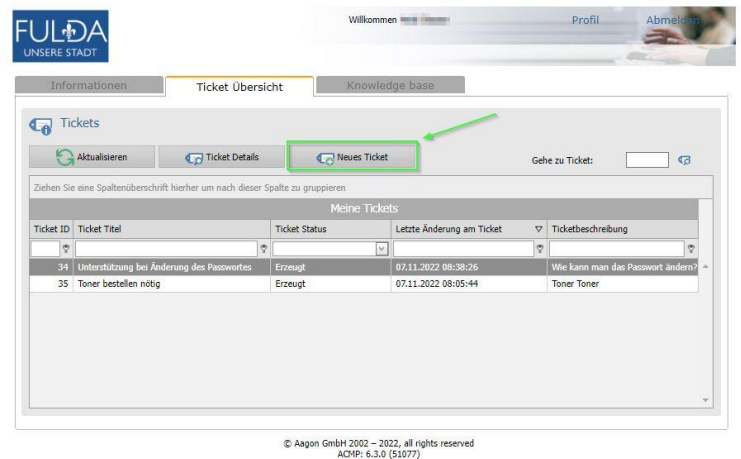 FULDA
UNSERE STADT
Willkommen
Profil
Abmelden
Informationen
Ticket Übersicht
Knowledge base
Tickets
Aktualisieren
Ticket Details
Neues Ticket
Gehe zu Ticket:
Ziehen Sie eine Spaltenüberschrift hierher um nach dieser Spalte zu gruppieren
Meine Tickets
Ticket ID Ticket Titel Ticket Status Letzte Änderung am Ticket Ticketbeschreibung
34 Unterstützung bei Änderung des Passwortes Erzeugt 07.11.2022 08:38:26 Wie kann man das Passwort ändern?
35 Toner bestellen nötig Erzeugt 07.11.2022 08:05:44 Toner Toner
© Aagon GmbH 2002 – 2022, all rights reserved
ACMP: 6.3.0 (51077)